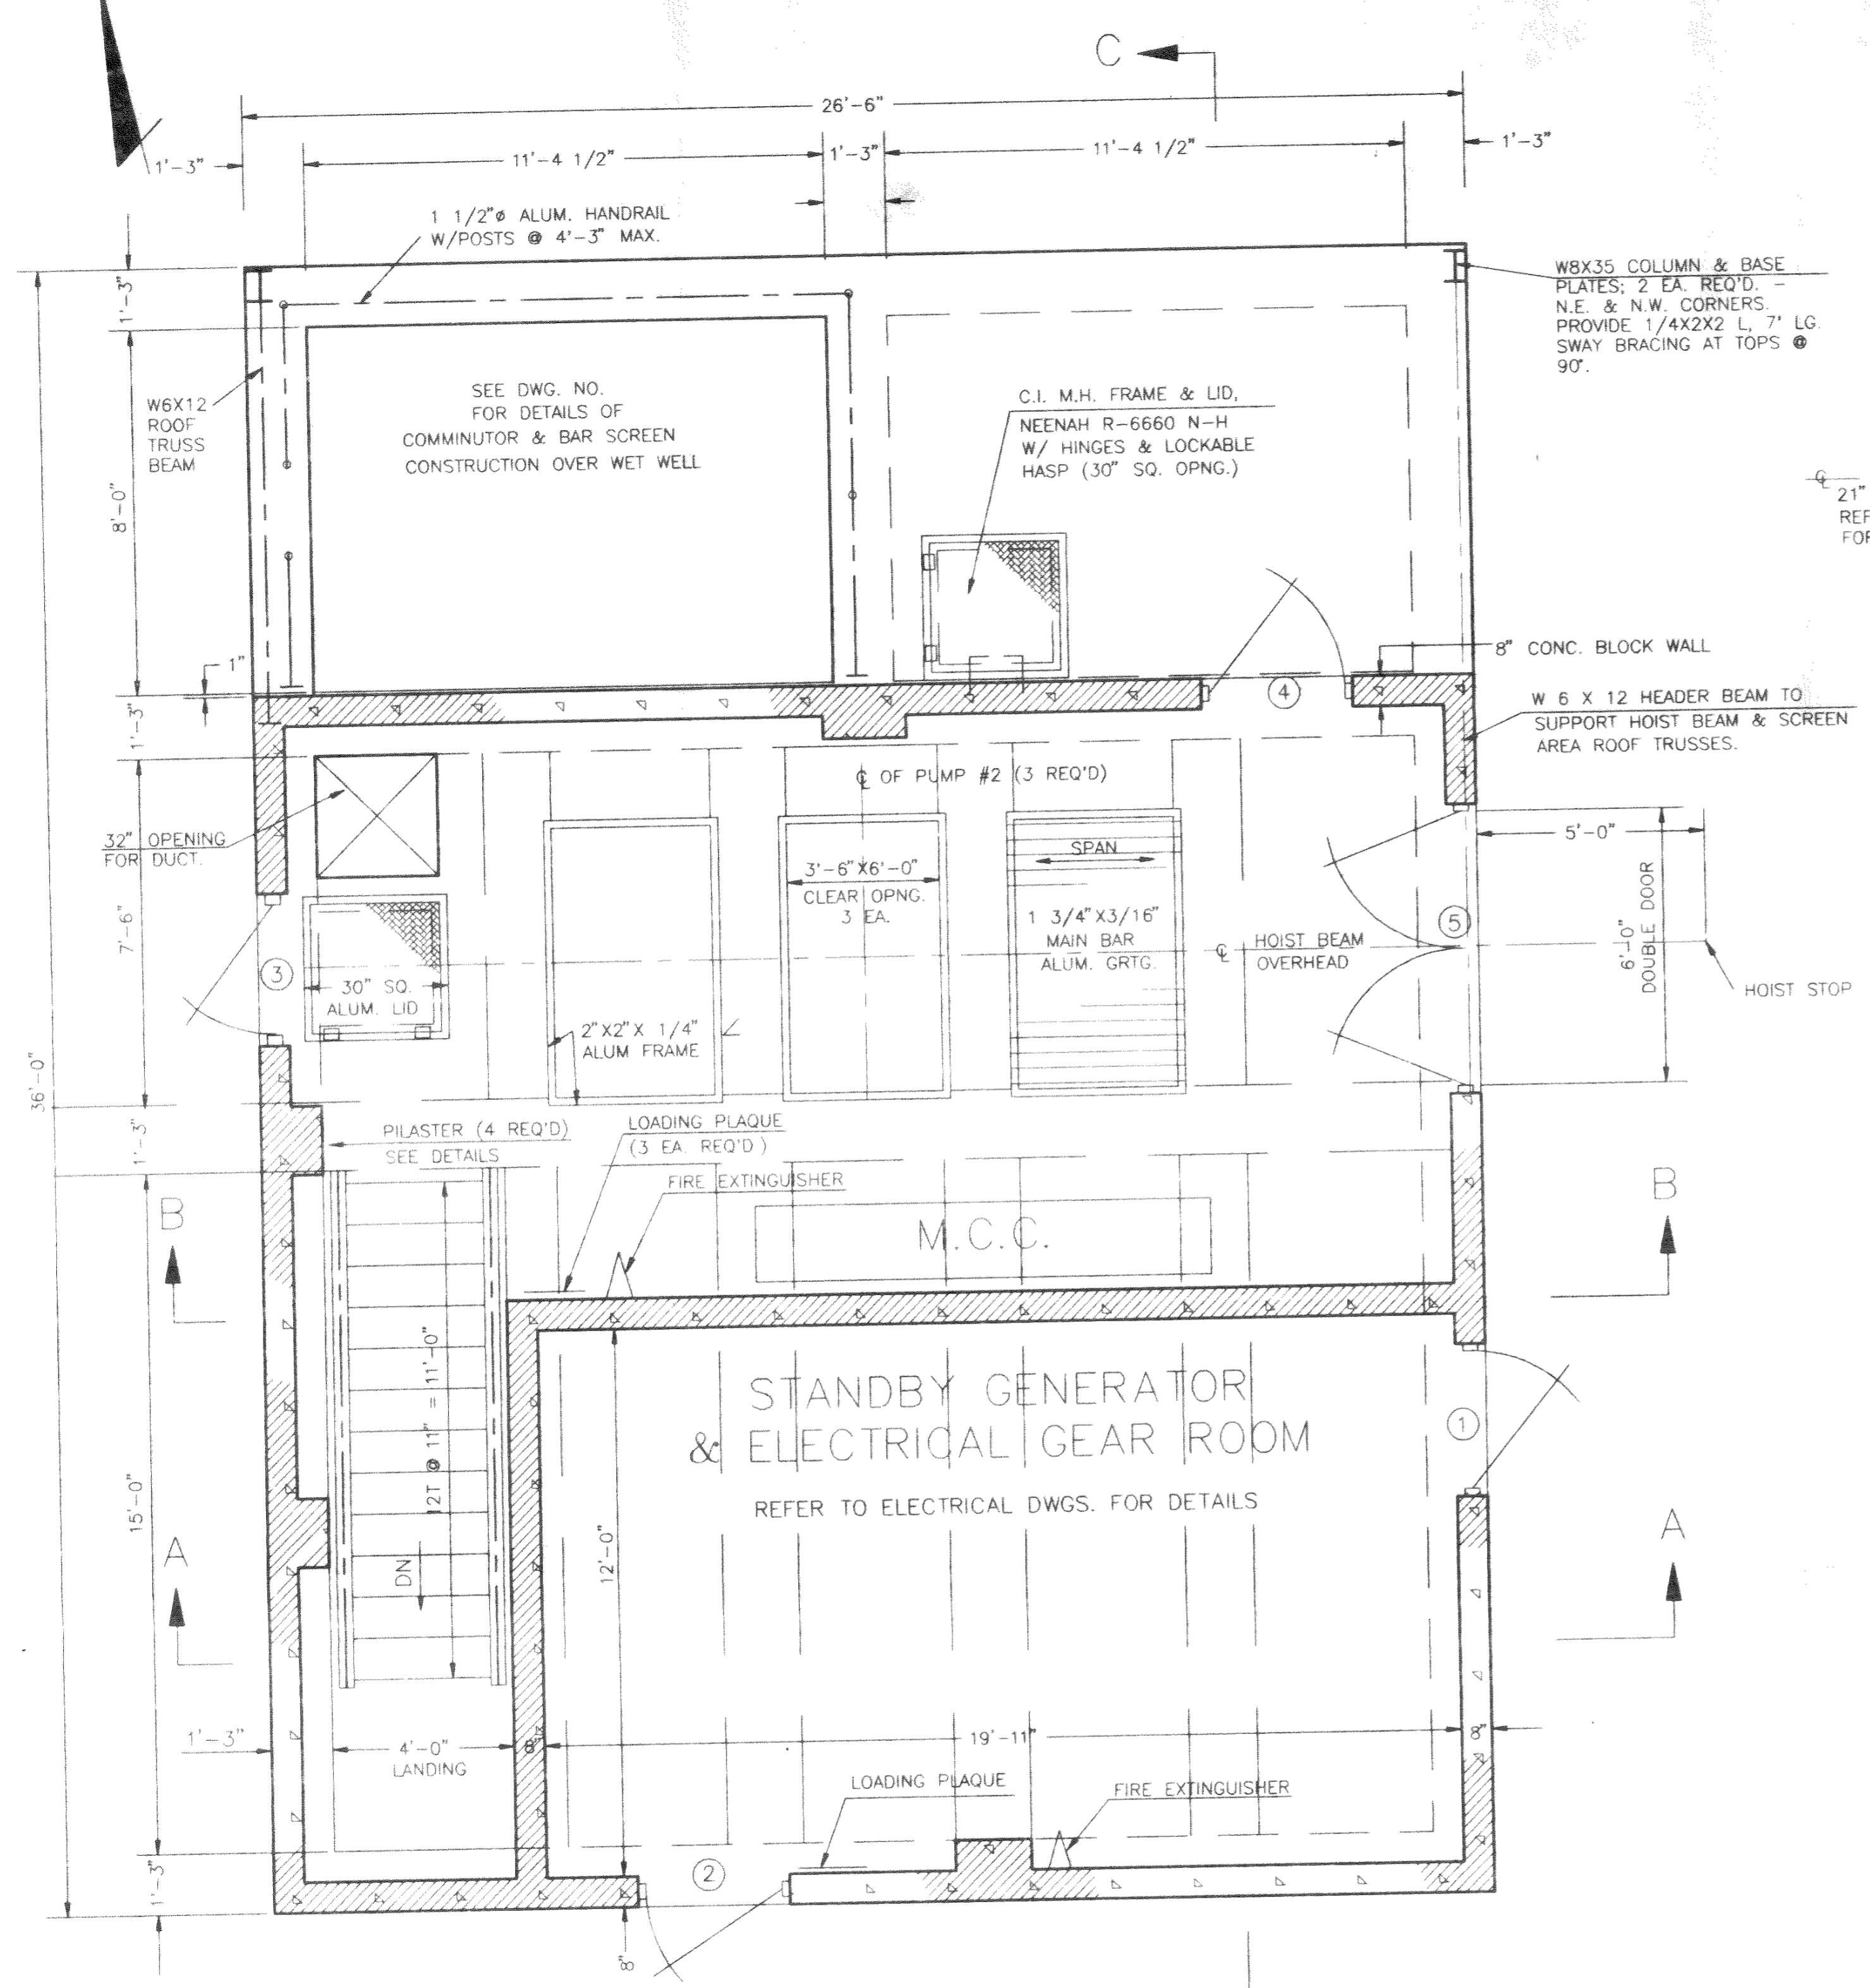 C
26'-6"
1'-3"
11'-4 1/2"
1'-3"
11'-4 1/2"
1'-3"
1 1/2"ø ALUM. HANDRAIL
W/POSTS @ 4'-3" MAX.
W8X35 COLUMN & BASE
PLATES; 2 EA. REQ'D. -
N.E. & N.W. CORNERS.
PROVIDE 1/4X2X2 L, 7' LG.
SWAY BRACING AT TOPS @
90°.
1'-3"
W6X12
ROOF
TRUSS
BEAM
SEE DWG. NO.
FOR DETAILS OF
COMMINUTOR & BAR SCREEN
CONSTRUCTION OVER WET WELL
C.I. M.H. FRAME & LID,
NEENAH R-6660 N-H
W/ HINGES & LOCKABLE
HASP (30" SQ. OPNG.)
℄
21"
REF
FOR
8'-0"
1"
8" CONC. BLOCK WALL
4
W 6 X 12 HEADER BEAM TO
SUPPORT HOIST BEAM & SCREEN
AREA ROOF TRUSSES.
1'-3"
℄ OF PUMP #2 (3 REQ'D)
32" OPENING
FOR DUCT.
5'-0"
SPAN
3'-6"X6'-0"
CLEAR OPNG.
3 EA.
1 3/4"X3/16"
MAIN BAR
ALUM. GRTG.
℄ HOIST BEAM
OVERHEAD
5
6'-0"
DOUBLE DOOR
HOIST STOP
7'-6"
3
30" SQ.
ALUM. LID
2"X2"X 1/4"
ALUM FRAME
36'-0"
1'-3"
PILASTER (4 REQ'D)
SEE DETAILS
LOADING PLAQUE
(3 EA. REQ'D)
FIRE EXTINGUISHER
B
B
M.C.C.
12T @ 11" = 11'-0"
DN
STANDBY GENERATOR
& ELECTRICAL GEAR ROOM
REFER TO ELECTRICAL DWGS. FOR DETAILS
1
15'-0"
12'-0"
A
A
1'-3"
4'-0"
LANDING
8"
19'-11"
8"
LOADING PLAQUE
FIRE EXTINGUISHER
1'-3"
2
8"